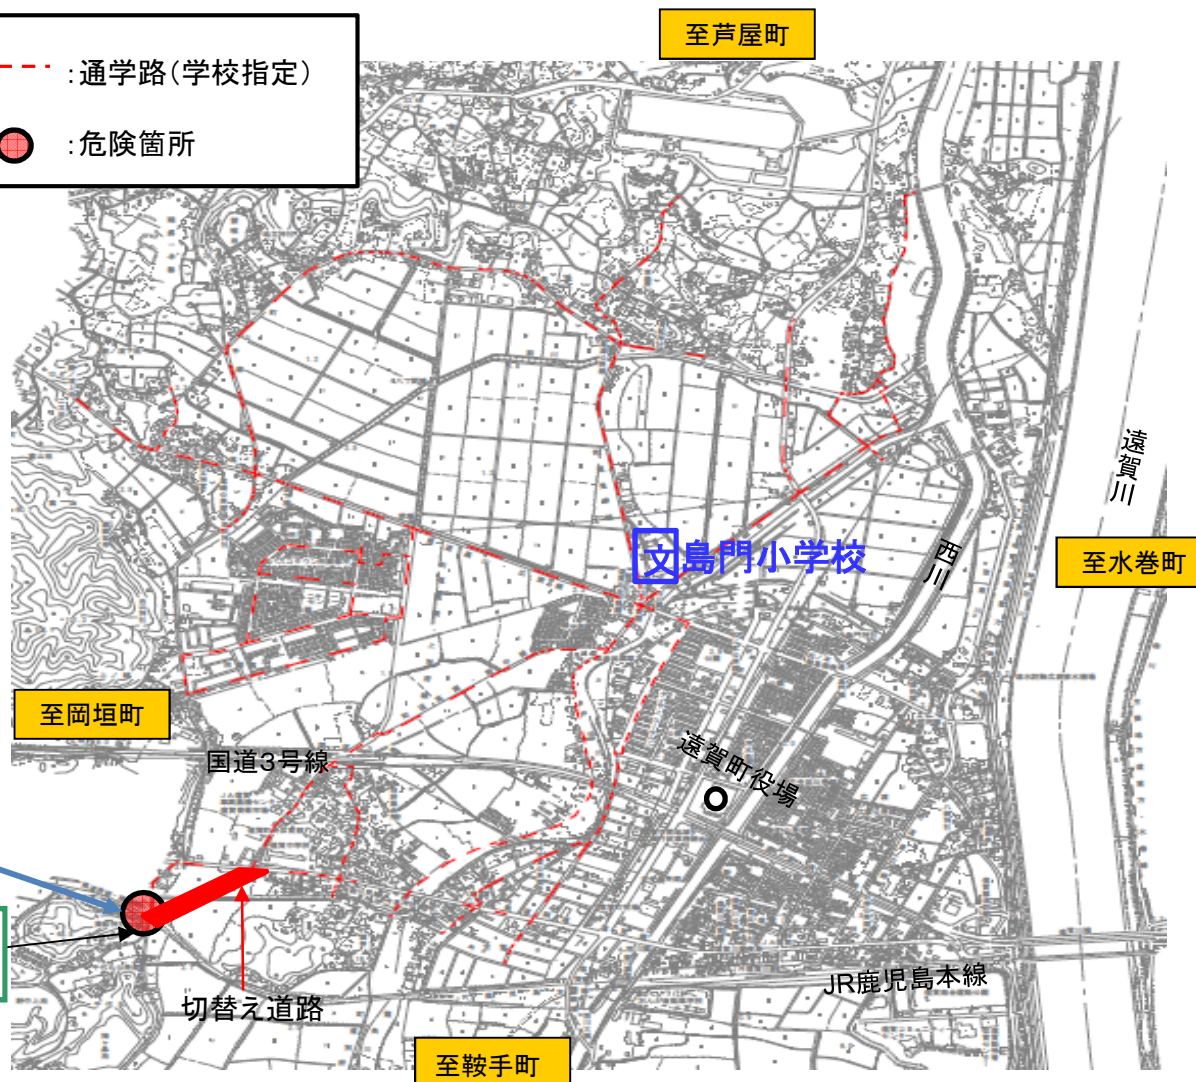 至芦屋町
:通学路(学校指定)
:危険箇所
遠賀川
西川
文
島門小学校
至水巻町
至岡垣町
国道3号線
遠賀町役場
JR鹿児島本線
切替え道路
至鞍手町